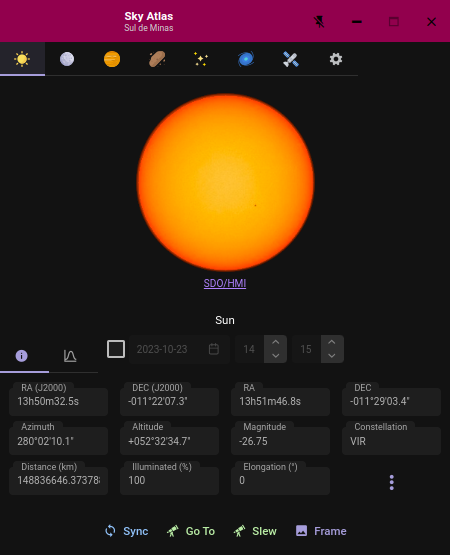 Sky Atlas
Sul de Minas
SDO/HMI
Sun
2023-10-23 14 15
RA (J2000) DEC (J2000) RA DEC
13h50m32.5s -011°22'07.3" 13h51m46.8s -011°29'03.4"
Azimuth Altitude Magnitude Constellation
280°02'10.1" +052°32'34.7" -26.75 VIR
Distance (km) Illuminated (%) Elongation (°)
148836646.37378 100 0
Sync Go To Slew Frame